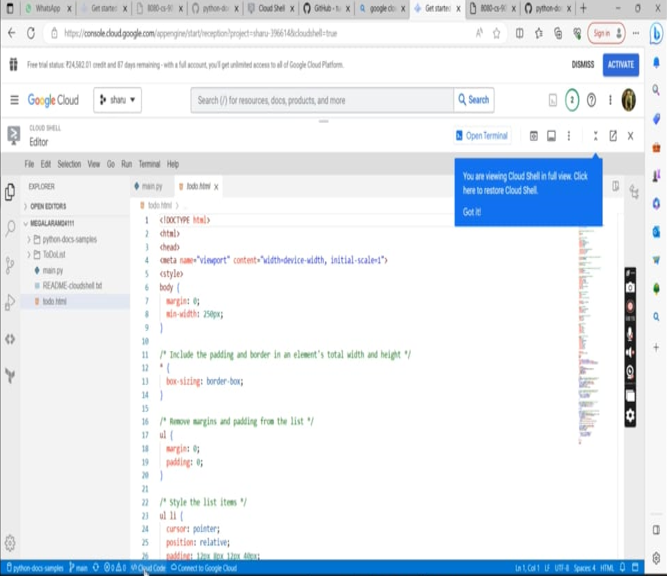 WhatsApp
Get started
8080-cs-9
python-do
Cloud Shell
GitHub - tu
google clo
Get started
8080-cs-9
python-do
https://console.cloud.google.com/appengine/start/reception?project=sharu-396614&cloudshell=true
Sign in
Free trial status: ₹24,582.01 credit and 87 days remaining - with a full account, you'll get unlimited access to all of Google Cloud Platform.
DISMISS
ACTIVATE
Google Cloud
sharu
Search (/) for resources, docs, products, and more
Search
2
CLOUD SHELL
Editor
Open Terminal
File Edit Selection View Go Run Terminal Help
You are viewing Cloud Shell in full view. Click
here to restore Cloud Shell.
Got it!
EXPLORER
OPEN EDITORS
MEGALARAM04111
python-docs-samples
ToDoList
main.py
README-cloudshell.txt
todo.html
main.py
todo.html
todo.html
1 <!DOCTYPE html>
2 <html>
3 <head>
4 <meta name="viewport" content="width=device-width, initial-scale=1">
5 <style>
6 body {
7 margin: 0;
8 min-width: 250px;
9 }
10
11 /* Include the padding and border in an element's total width and height */
12 * {
13 box-sizing: border-box;
14 }
15
16 /* Remove margins and padding from the list */
17 ul {
18 margin: 0;
19 padding: 0;
20 }
21
22 /* Style the list items */
23 ul li {
24 cursor: pointer;
25 position: relative;
26 padding: 12px 8px 12px 40px;
python-docs-samples
main
0 0
Cloud Code
Connect to Google Cloud
Ln 1, Col 1 LF UTF-8 Spaces: 4 HTML